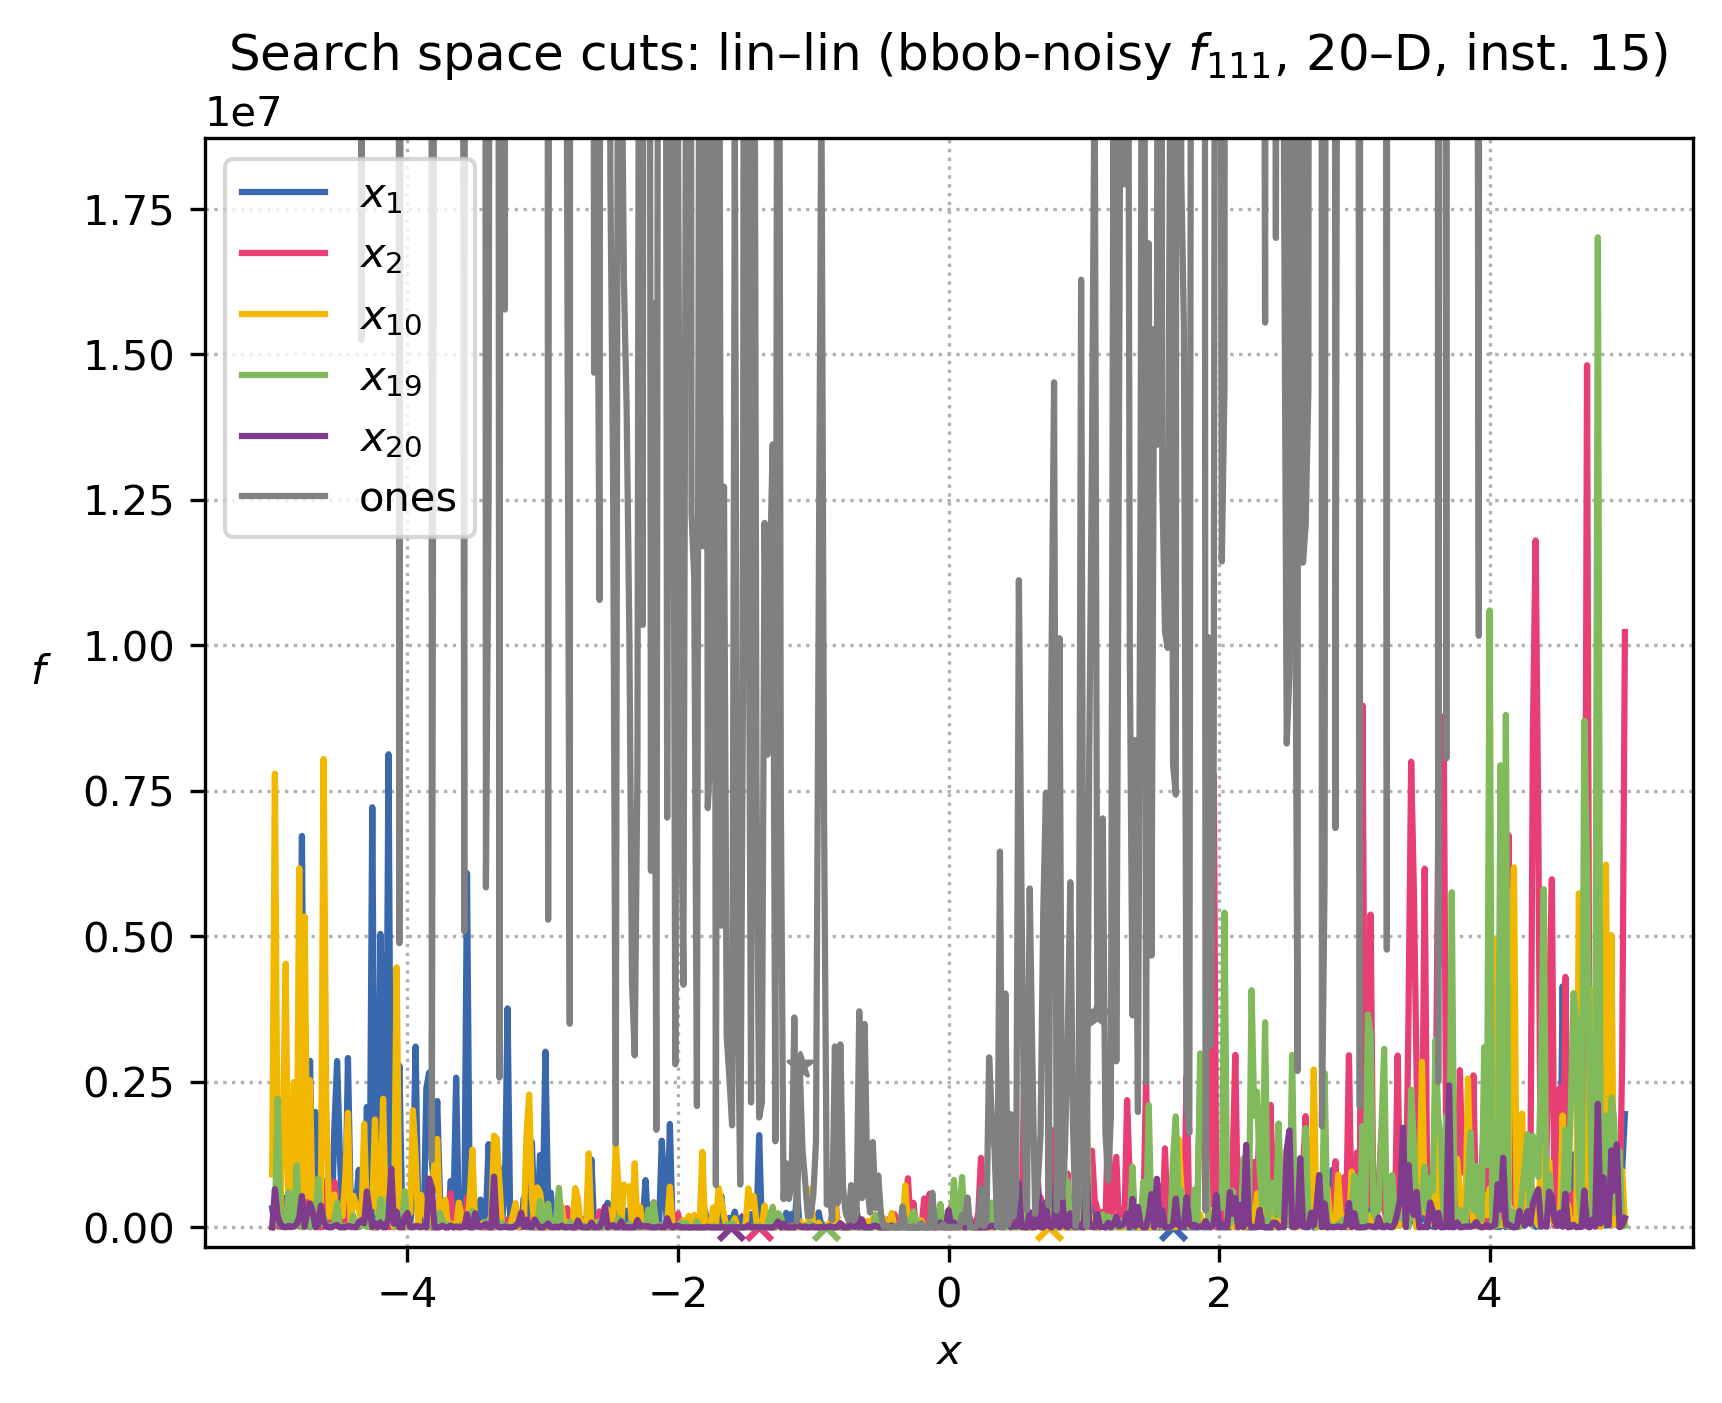 Search space cuts: lin–lin (bbob-noisy f₁₁₁, 20–D, inst. 15)
1e7
x₁
x₂
x₁₀
x₁₉
x₂₀
ones
1.75
1.50
1.25
1.00
0.75
0.50
0.25
0.00
f
−4 −2 0 2 4
x